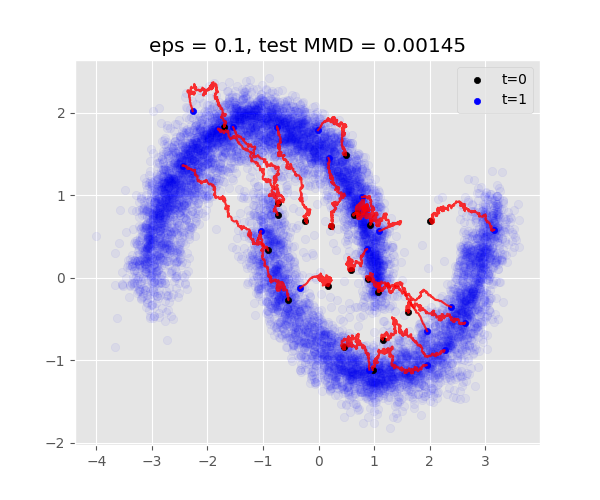 eps = 0.1, test MMD = 0.00145
t=0
t=1
2
1
0
−1
−2
−4 −3 −2 −1 0 1 2 3